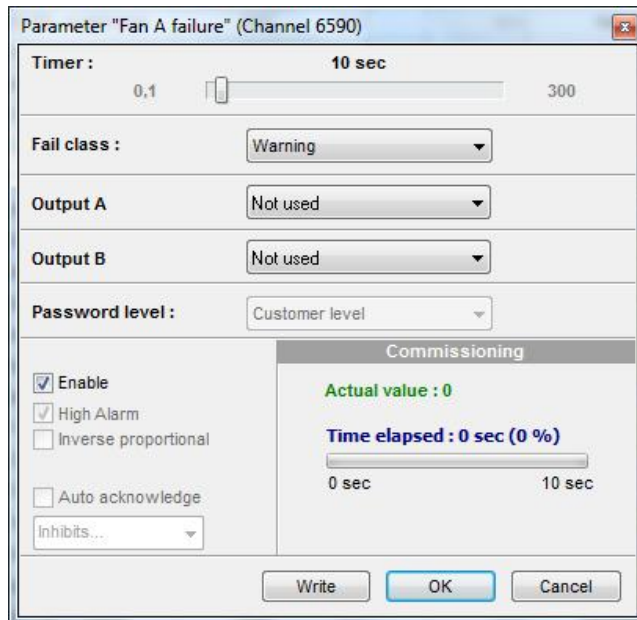 Parameter "Fan A failure" (Channel 6590)
Timer : 10 sec
0,1 300
Fail class : Warning
Output A Not used
Output B Not used
Password level : Customer level
Commissioning
Enable
High Alarm
Inverse proportional
Auto acknowledge
Inhibits...
Actual value : 0
Time elapsed : 0 sec (0 %)
0 sec 10 sec
Write OK Cancel